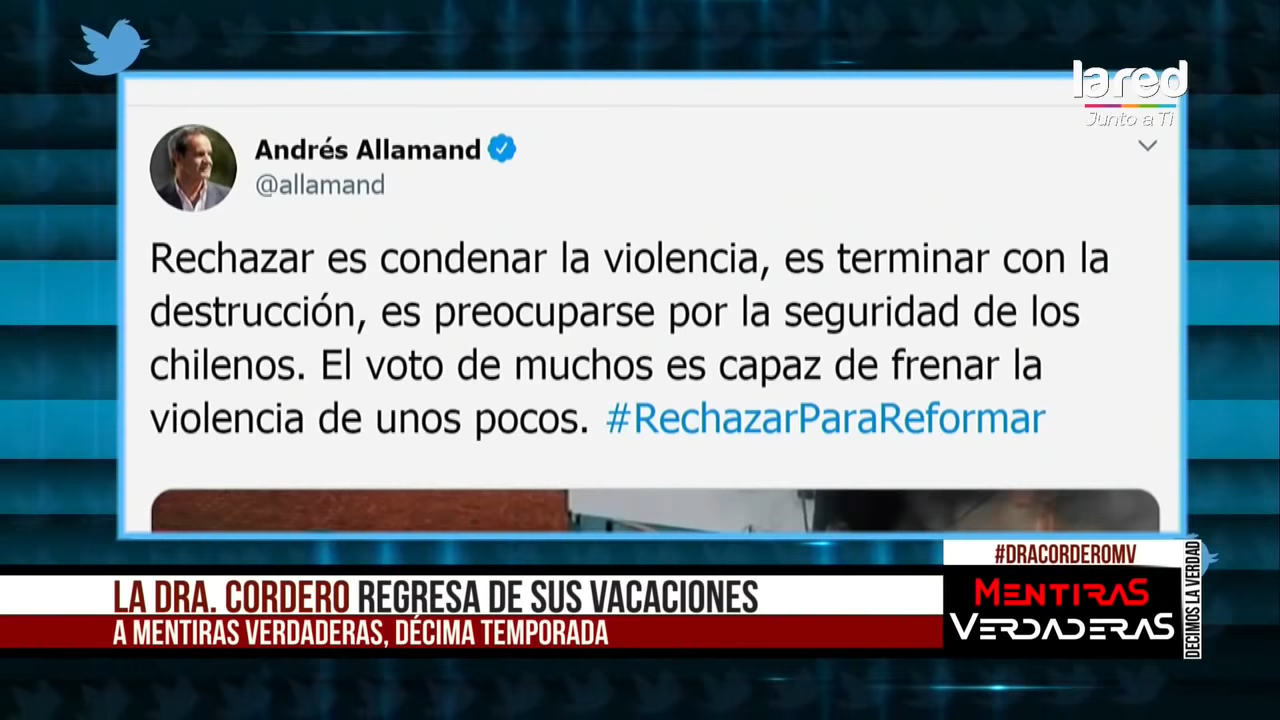 lared
Junto a Ti
Andrés Allamand
@allamand
Rechazar es condenar la violencia, es terminar con la
destrucción, es preocuparse por la seguridad de los
chilenos. El voto de muchos es capaz de frenar la
violencia de unos pocos. #RechazarParaReformar
#DRACORDEROMV
LA DRA. CORDERO REGRESA DE SUS VACACIONES
A MENTIRAS VERDADERAS, DÉCIMA TEMPORADA
MENTIRAS
VERDADERAS
DECIMOS LA VERDAD